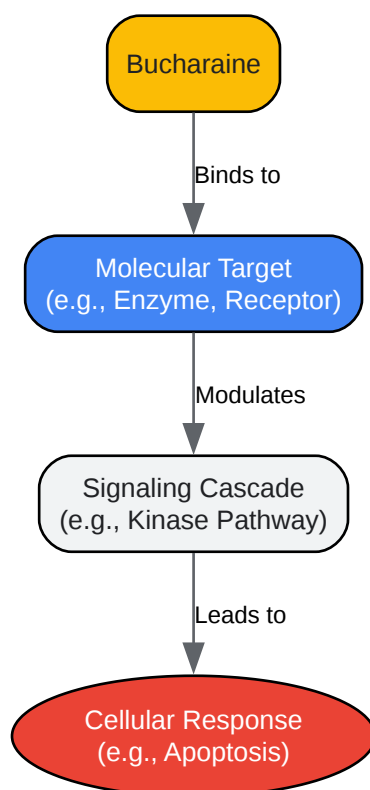 Bucharaine
Binds to
Molecular Target
(e.g., Enzyme, Receptor)
Modulates
Signaling Cascade
(e.g., Kinase Pathway)
Leads to
Cellular Response
(e.g., Apoptosis)